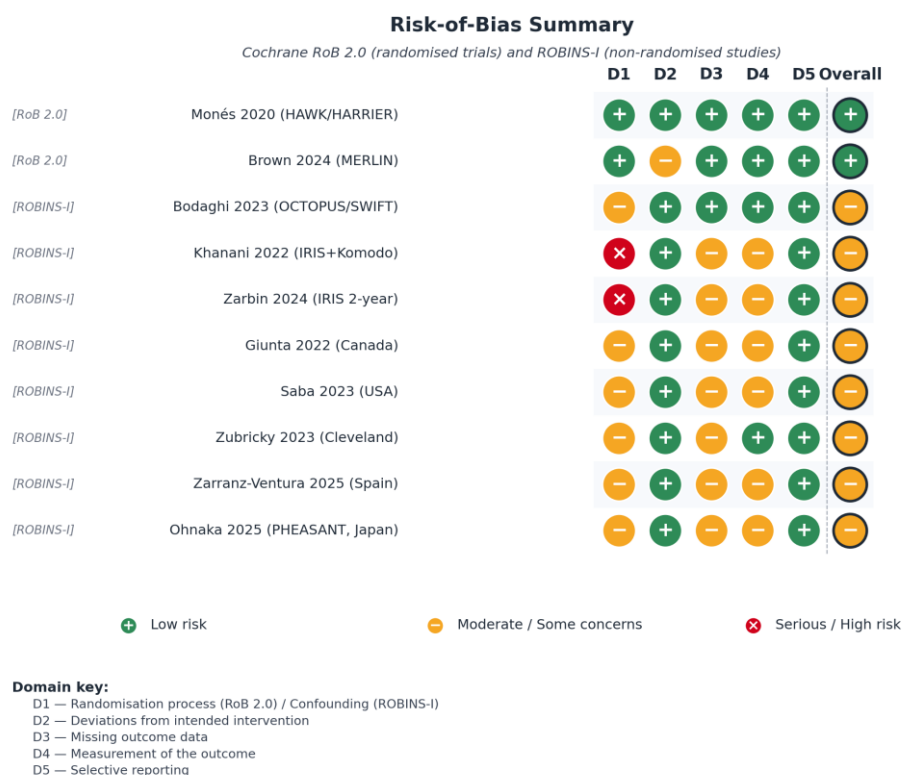 Risk-of-Bias Summary
Cochrane RoB 2.0 (randomised trials) and ROBINS-I (non-randomised studies)
D1 D2 D3 D4 D5 Overall
[RoB 2.0] Monés 2020 (HAWK/HARRIER) + + + + + +
[RoB 2.0] Brown 2024 (MERLIN) + − + + + +
[ROBINS-I] Bodaghi 2023 (OCTOPUS/SWIFT) − + + + + −
[ROBINS-I] Khanani 2022 (IRIS+Komodo) × + − − + −
[ROBINS-I] Zarbin 2024 (IRIS 2-year) × + − − + −
[ROBINS-I] Giunta 2022 (Canada) − + − − + −
[ROBINS-I] Saba 2023 (USA) − + − − + −
[ROBINS-I] Zubricky 2023 (Cleveland) − + − + + −
[ROBINS-I] Zarranz-Ventura 2025 (Spain) − + − − + −
[ROBINS-I] Ohnaka 2025 (PHEASANT, Japan) − + − − + −
+ Low risk − Moderate / Some concerns × Serious / High risk
Domain key:
D1 — Randomisation process (RoB 2.0) / Confounding (ROBINS-I)
D2 — Deviations from intended intervention
D3 — Missing outcome data
D4 — Measurement of the outcome
D5 — Selective reporting